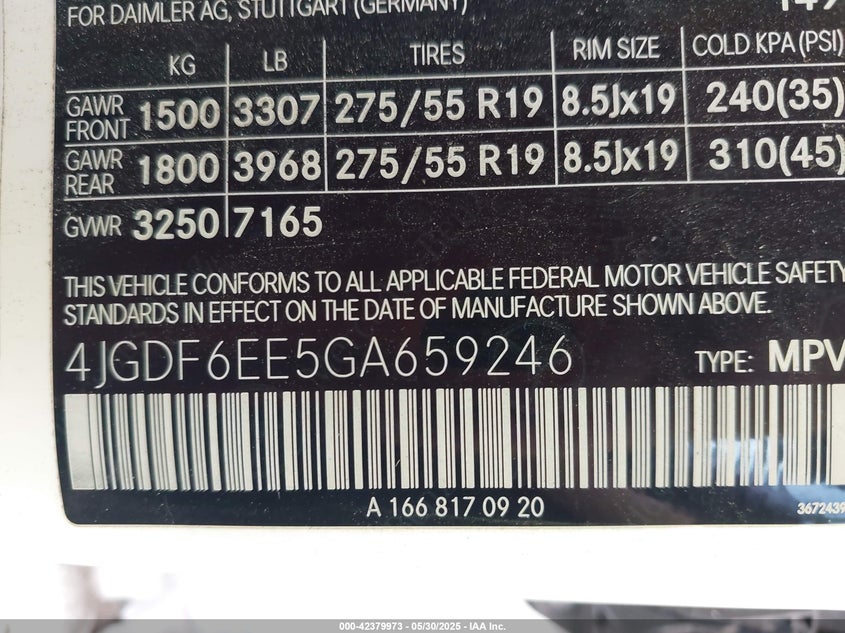 FOR DAIMLER AG, STUTTGART (GERMANY)
KG LB TIRES RIM SIZE COLD KPA (PSI)
GAWR FRONT 1500 3307 275/55 R19 8.5Jx19 240(35)
GAWR REAR 1800 3968 275/55 R19 8.5Jx19 310(45)
GVWR 3250 7165
THIS VEHICLE CONFORMS TO ALL APPLICABLE FEDERAL MOTOR VEHICLE SAFETY
STANDARDS IN EFFECT ON THE DATE OF MANUFACTURE SHOWN ABOVE.
4JGDF6EE5GA659246 TYPE: MPV
A 166 817 09 20 3672439
000-42379973 - 05/30/2025 - IAA Inc.